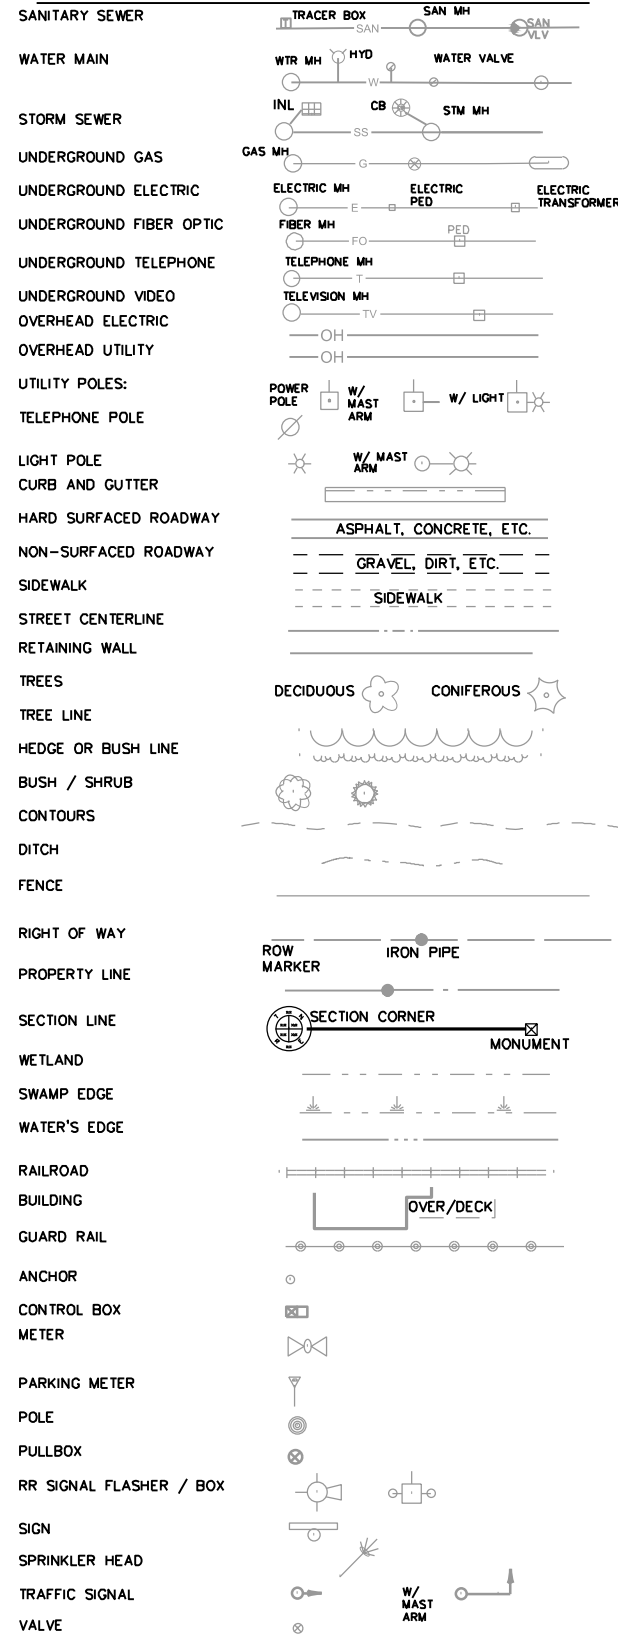 SANITARY SEWER
TRACER BOX
SAN MH
SAN
SAN
VLV
T
WATER MAIN
WTR MH
HYD
WATER VALVE
W
STORM SEWER
INL
CB
STM MH
SS
UNDERGROUND GAS
GAS MH
G
UNDERGROUND ELECTRIC
ELECTRIC MH
ELECTRIC
PED
ELECTRIC
TRANSFORMER
E
UNDERGROUND FIBER OPTIC
FIBER MH
PED
FO
UNDERGROUND TELEPHONE
TELEPHONE MH
T
UNDERGROUND VIDEO
TELEVISION MH
TV
OVERHEAD ELECTRIC
OH
OVERHEAD UTILITY
OH
UTILITY POLES:
POWER
POLE
W/
MAST
ARM
W/ LIGHT
TELEPHONE POLE
LIGHT POLE
W/ MAST
ARM
CURB AND GUTTER
HARD SURFACED ROADWAY
ASPHALT, CONCRETE, ETC.
NON-SURFACED ROADWAY
GRAVEL, DIRT, ETC.
SIDEWALK
SIDEWALK
STREET CENTERLINE
RETAINING WALL
TREES
DECIDUOUS
CONIFEROUS
TREE LINE
HEDGE OR BUSH LINE
BUSH / SHRUB
CONTOURS
DITCH
FENCE
RIGHT OF WAY
ROW
MARKER
IRON PIPE
PROPERTY LINE
SECTION LINE
SECTION CORNER
MONUMENT
WETLAND
SWAMP EDGE
WATER'S EDGE
RAILROAD
BUILDING
OVER/DECK
GUARD RAIL
ANCHOR
CONTROL BOX
METER
PARKING METER
POLE
PULLBOX
RR SIGNAL FLASHER / BOX
SIGN
SPRINKLER HEAD
TRAFFIC SIGNAL
W/
MAST
ARM
VALVE